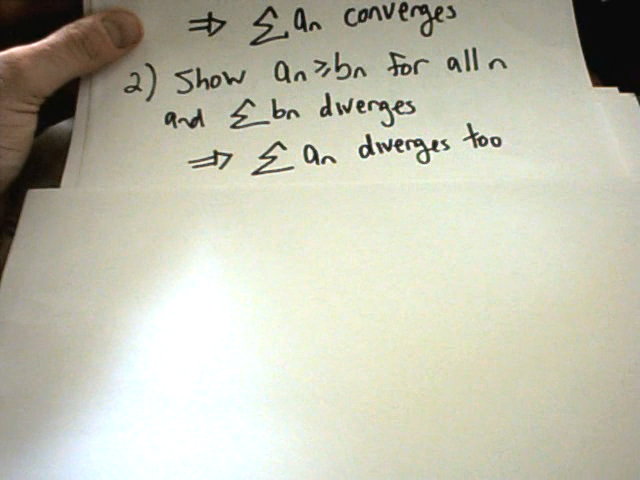 ⇒ ∑ an converges
2) Show an ≥ bn for all n
and ∑ bn diverges
⇒ ∑ an diverges too